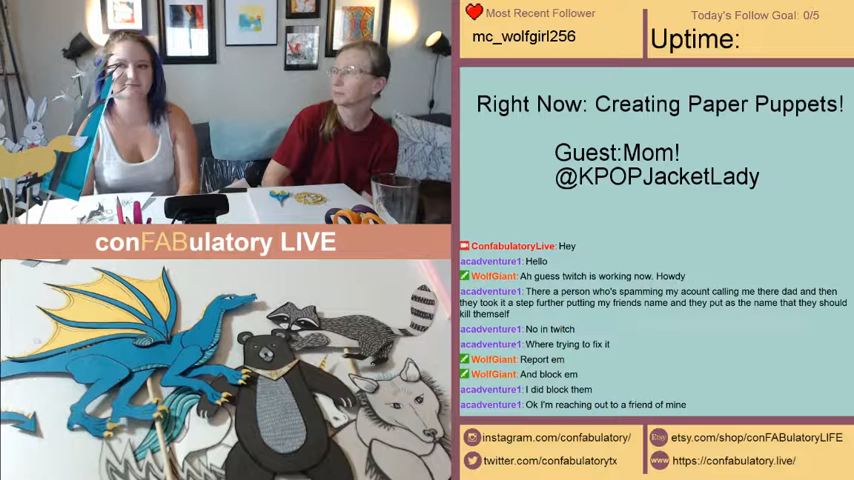 Most Recent Follower
mc_wolfgirl256
Today's Follow Goal: 0/5
Uptime:
Right Now: Creating Paper Puppets!
Guest:Mom!
@KPOPJacketLady
conFABulatory LIVE
ConfabulatoryLive: Hey
acadventure1: Hello
WolfGiant: Ah guess twitch is working now. Howdy
acadventure1: There a person who's spamming my acount calling me there dad and then
they took it a step further putting my friends name and they put as the name that they should
kill themself
acadventure1: No in twitch
acadventure1: Where trying to fix it
WolfGiant: Report em
WolfGiant: And block em
acadventure1: I did block them
acadventure1: Ok I'm reaching out to a friend of mine
instagram.com/confabulatory/
Etsy
etsy.com/shop/conFABulatoryLIFE
twitter.com/confabulatorytx
www
https://confabulatory.live/